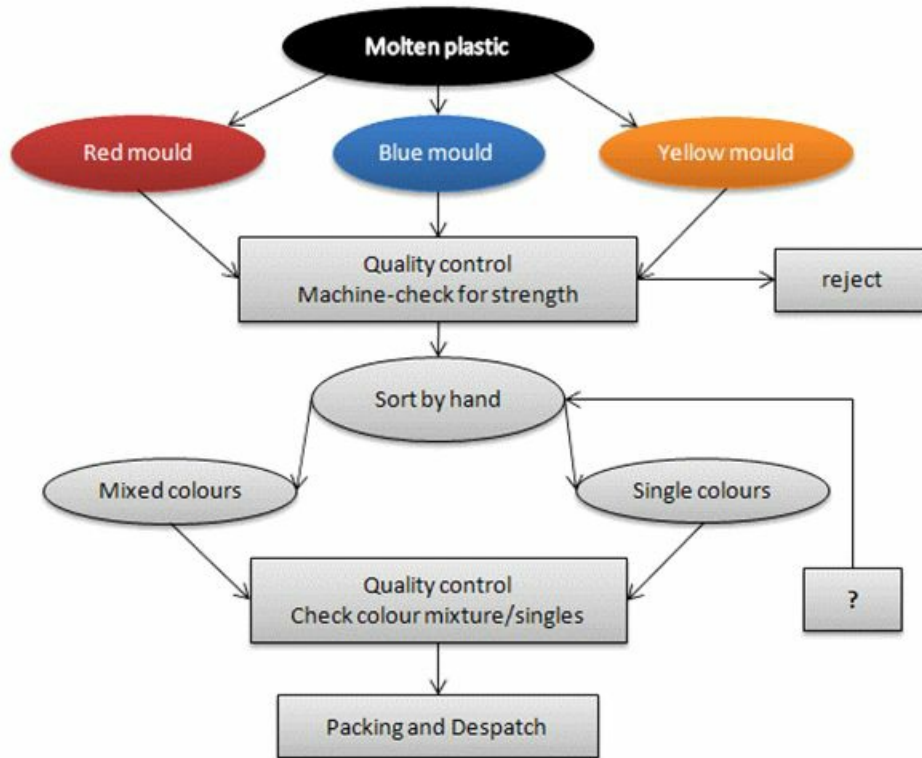 Molten plastic
Red mould
Blue mould
Yellow mould
Quality control
Machine-check for strength
reject
Sort by hand
Mixed colours
Single colours
Quality control
Check colour mixture/singles
?
Packing and Despatch